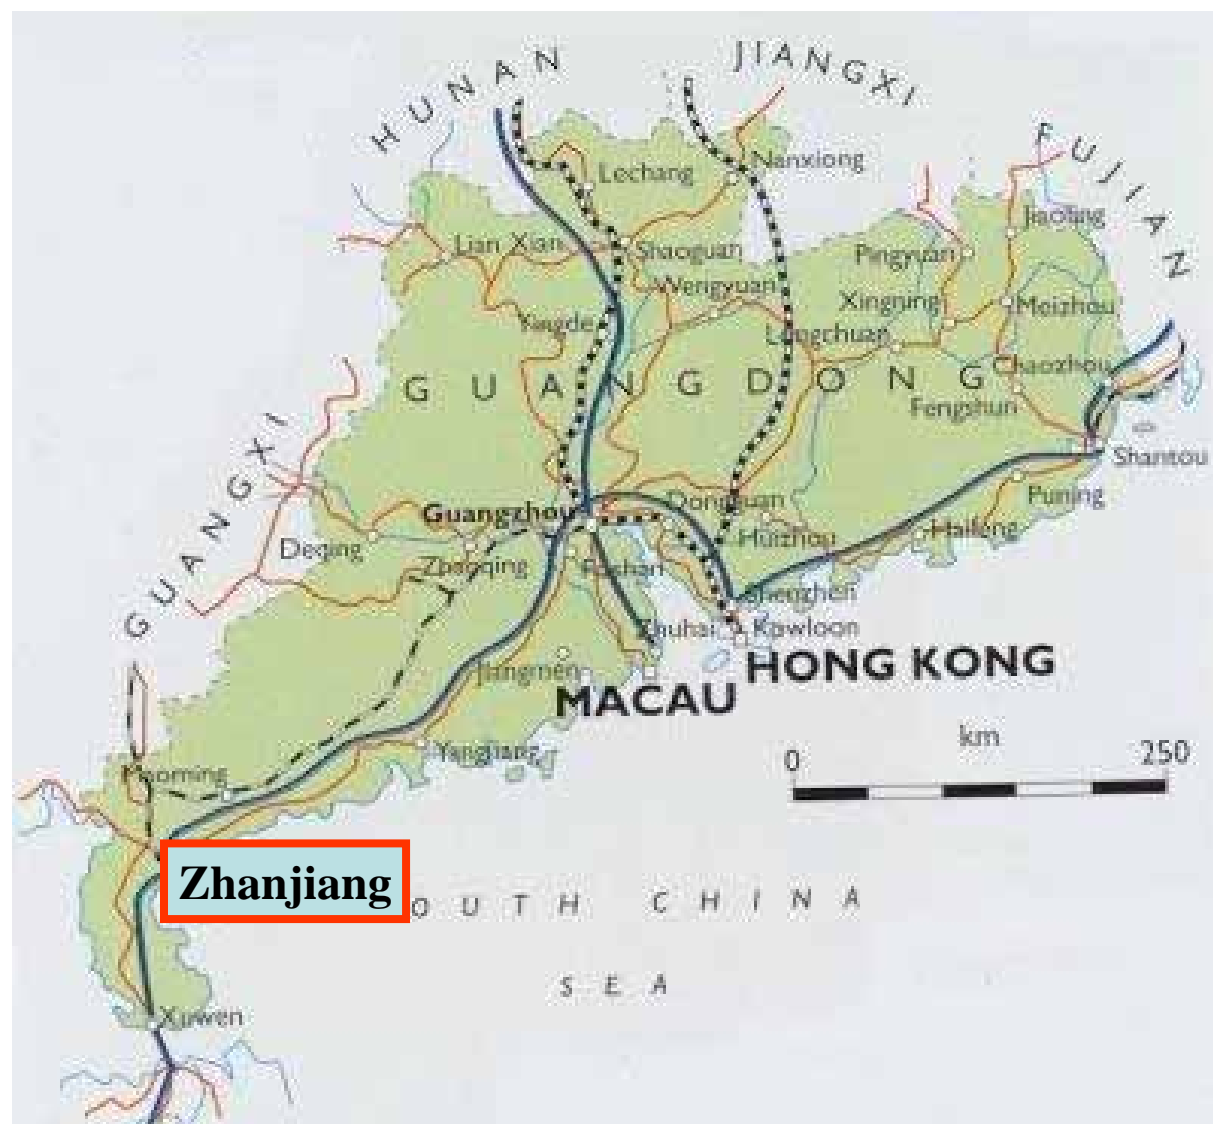 HUNAN
JIANGXI
FUJIAN
Nanxiong
Lechang
Jiaoling
Lian Xian
Shaoguan
Pingyuan
Wengyuan
Xingning
Meizhou
Yingde
Longchuan
Chaozhou
GUANGDONG
Fengshun
GUANGXI
Shantou
Puning
Dongguan
Guangzhou
Haifeng
Huizhou
Deqing
Zhaoqing
Foshan
Shenzhen
Zhuhai
Kowloon
HONG KONG
Jiangmen
MACAU
Yangjiang
km
0
250
Maoming
Zhanjiang
OUTH CHINA
SEA
Xuwen